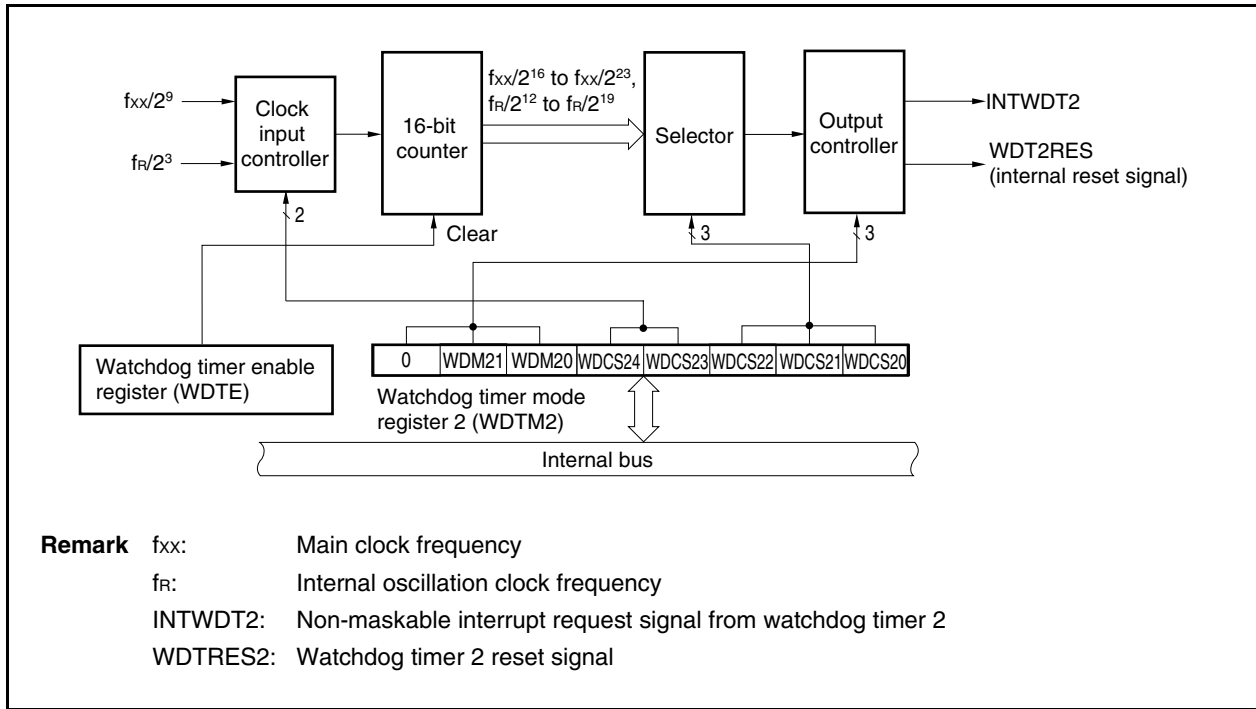 fxx/2⁹
fR/2³
Clock
input
controller
2
16-bit
counter
Clear
fxx/2¹⁶ to fxx/2²³,
fR/2¹² to fR/2¹⁹
Selector
3
Output
controller
3
INTWDT2
WDT2RES
(internal reset signal)
Watchdog timer enable
register (WDTE)
0 WDM21 WDM20 WDCS24 WDCS23 WDCS22 WDCS21 WDCS20
Watchdog timer mode
register 2 (WDTM2)
Internal bus
Remark fxx: Main clock frequency
fR: Internal oscillation clock frequency
INTWDT2: Non-maskable interrupt request signal from watchdog timer 2
WDTRES2: Watchdog timer 2 reset signal